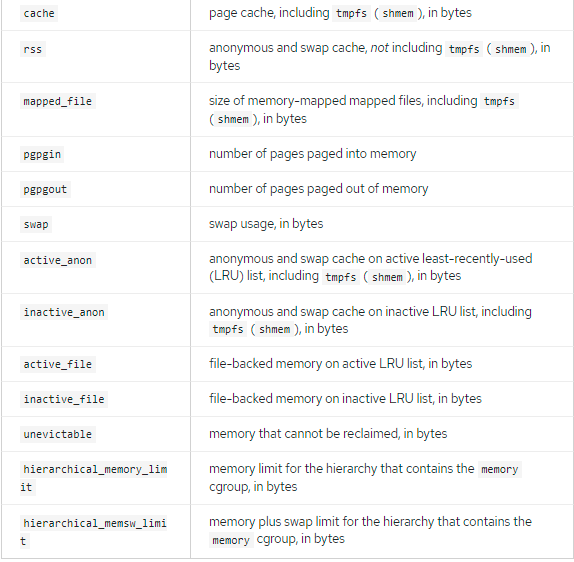 cache page cache, including tmpfs ( shmem ), in bytes
rss anonymous and swap cache, not including tmpfs ( shmem ), in
bytes
mapped_file size of memory-mapped mapped files, including tmpfs
( shmem ), in bytes
pgpgin number of pages paged into memory
pgpgout number of pages paged out of memory
swap swap usage, in bytes
active_anon anonymous and swap cache on active least-recently-used
(LRU) list, including tmpfs ( shmem ), in bytes
inactive_anon anonymous and swap cache on inactive LRU list, including
tmpfs ( shmem ), in bytes
active_file file-backed memory on active LRU list, in bytes
inactive_file file-backed memory on inactive LRU list, in bytes
unevictable memory that cannot be reclaimed, in bytes
hierarchical_memory_lim memory limit for the hierarchy that contains the memory
it cgroup, in bytes
hierarchical_memsw_limi memory plus swap limit for the hierarchy that contains the
t memory cgroup, in bytes